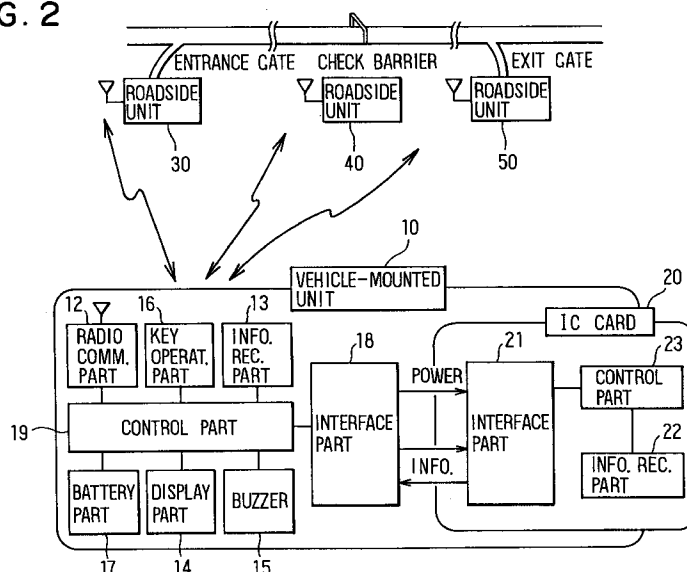 G. 2
ENTRANCE GATE
CHECK BARRIER
EXIT GATE
ROADSIDE
UNIT
30
ROADSIDE
UNIT
40
ROADSIDE
UNIT
50
10
VEHICLE-MOUNTED
UNIT
20
IC CARD
12
RADIO
COMM.
PART
16
KEY
OPERAT.
PART
13
INFO.
REC.
PART
18
INTERFACE
PART
POWER
INFO.
21
INTERFACE
PART
23
CONTROL
PART
22
INFO. REC.
PART
19
CONTROL PART
BATTERY
PART
17
DISPLAY
PART
14
BUZZER
15